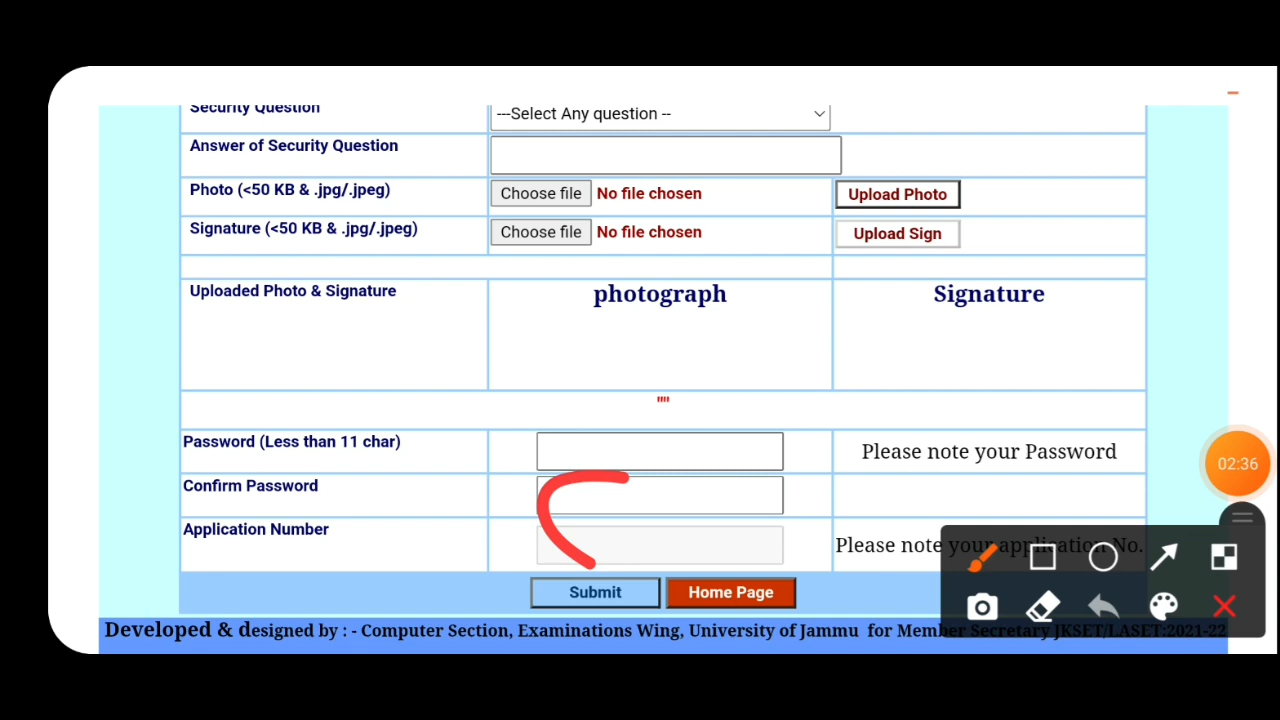 Security Question
---Select Any question --
Answer of Security Question
Photo (<50 KB & .jpg/.jpeg)
Choose file No file chosen
Upload Photo
Signature (<50 KB & .jpg/.jpeg)
Choose file No file chosen
Upload Sign
Uploaded Photo & Signature
photograph
Signature
""
Password (Less than 11 char)
Please note your Password
Confirm Password
Application Number
Please note your application No.
Submit
Home Page
Developed & designed by : - Computer Section, Examinations Wing, University of Jammu for Member Secretary JKSET/LASET:2021-22
02:36